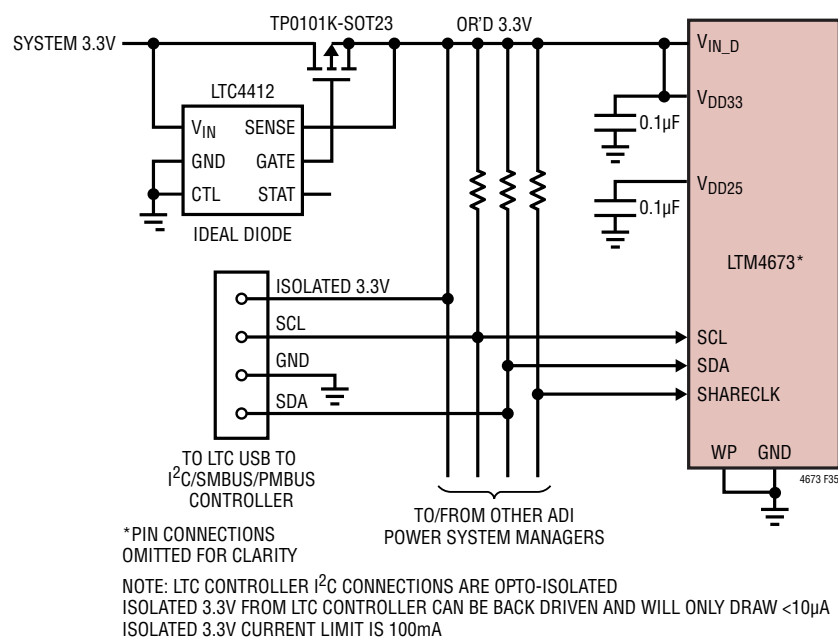 TP0101K-SOT23
OR'D 3.3V
SYSTEM 3.3V
LTC4412
VIN
SENSE
GND
GATE
CTL
STAT
IDEAL DIODE
VIN_D
VDD33
0.1µF
VDD25
0.1µF
LTM4673*
ISOLATED 3.3V
SCL
GND
SDA
SCL
SDA
SHARECLK
WP
GND
4673 F35
TO LTC USB TO
I2C/SMBUS/PMBUS
CONTROLLER
TO/FROM OTHER ADI
POWER SYSTEM MANAGERS
*PIN CONNECTIONS
OMITTED FOR CLARITY
NOTE: LTC CONTROLLER I2C CONNECTIONS ARE OPTO-ISOLATED
ISOLATED 3.3V FROM LTC CONTROLLER CAN BE BACK DRIVEN AND WILL ONLY DRAW <10µA
ISOLATED 3.3V CURRENT LIMIT IS 100mA